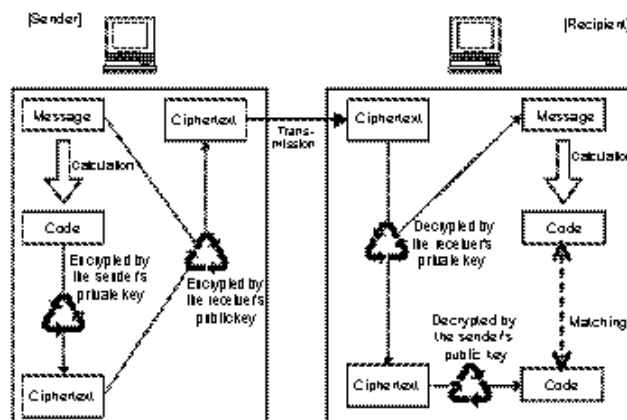 [Sender]
[Recipient]
Message
Calculation
Code
Encrypted by
the sender's
private key
Ciphertext
Ciphertext
Encrypted by
the receiver's
public key
Trans-
mission
Ciphertext
Decrypted by
the receiver's
private key
Message
Calculation
Code
Matching
Decrypted by
the sender's
public key
Ciphertext
Code